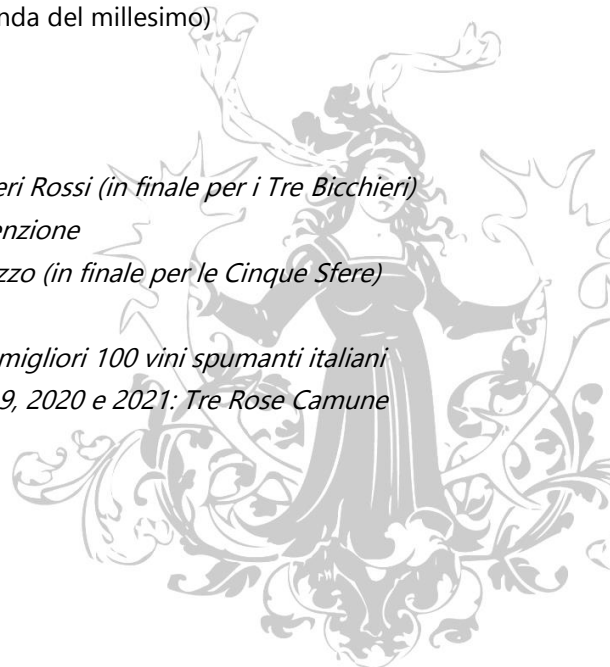 nda del millesimo)
eri Rossi (in finale per i Tre Bicchieri)
enzione
zzo (in finale per le Cinque Sfere)
migliori 100 vini spumanti italiani
9, 2020 e 2021: Tre Rose Camune